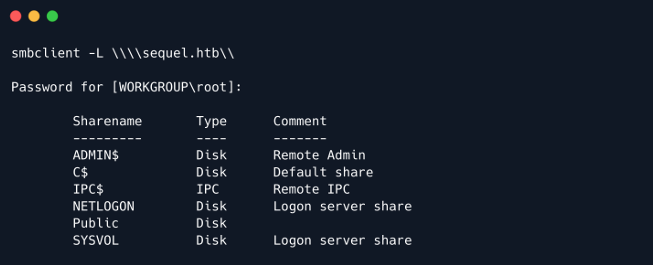 smbclient -L \\\\sequel.htb\\
Password for [WORKGROUP\root]:
Sharename Type Comment
--------- ---- -------
ADMIN$ Disk Remote Admin
C$ Disk Default share
IPC$ IPC Remote IPC
NETLOGON Disk Logon server share
Public Disk
SYSVOL Disk Logon server share